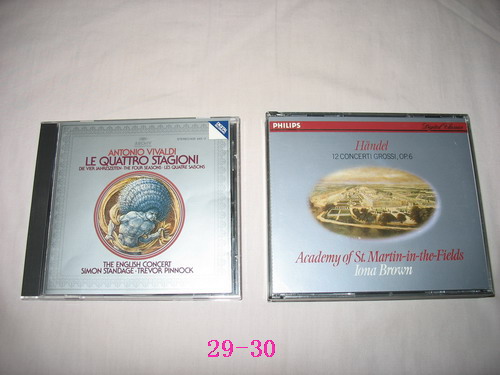 ANTONIO VIVALDI
LE QUATTRO STAGIONI
DIE VIER JAHRESZEITEN · THE FOUR SEASONS · LES QUATRE SAISONS
THE ENGLISH CONCERT
SIMON STANDAGE · TREVOR PINNOCK
PHILIPS
Händel
12 CONCERTI GROSSI, OP.6
Academy of St. Martin-in-the-Fields
Iona Brown
29-30